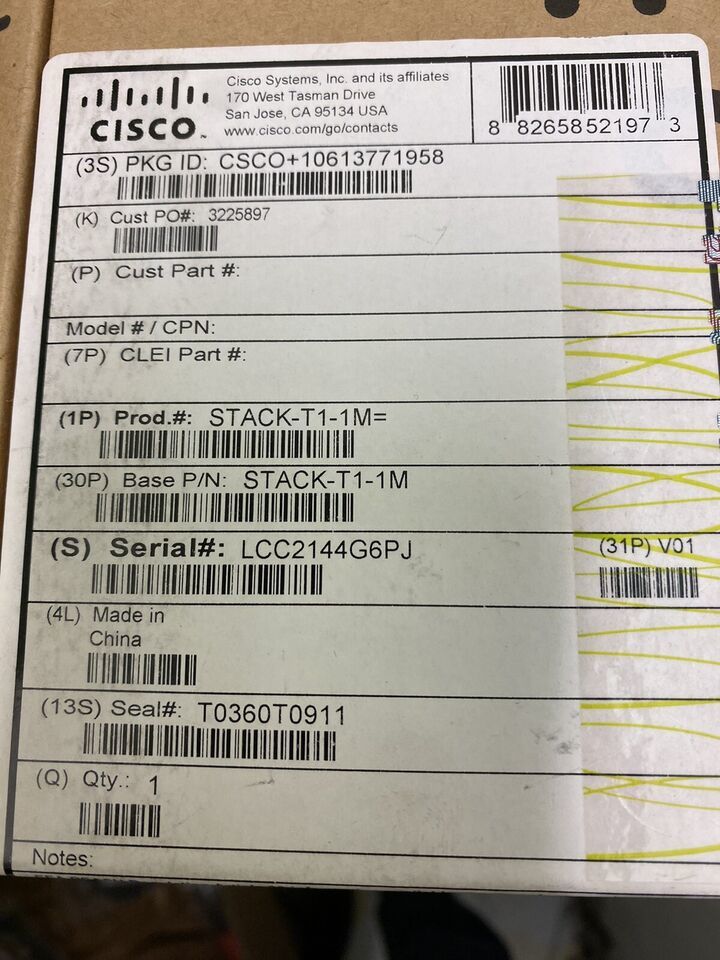 CISCO™
Cisco Systems, Inc. and its affiliates
170 West Tasman Drive
San Jose, CA 95134 USA
www.cisco.com/go/contacts
8 8265852197 3
(3S) PKG ID: CSCO+10613771958
(K) Cust PO#: 3225897
(P) Cust Part #:
Model # / CPN:
(7P) CLEI Part #:
(1P) Prod.#: STACK-T1-1M=
(30P) Base P/N: STACK-T1-1M
(S) Serial#: LCC2144G6PJ
(31P) V01
(4L) Made in
China
(13S) Seal#: T0360T0911
(Q) Qty.: 1
Notes: